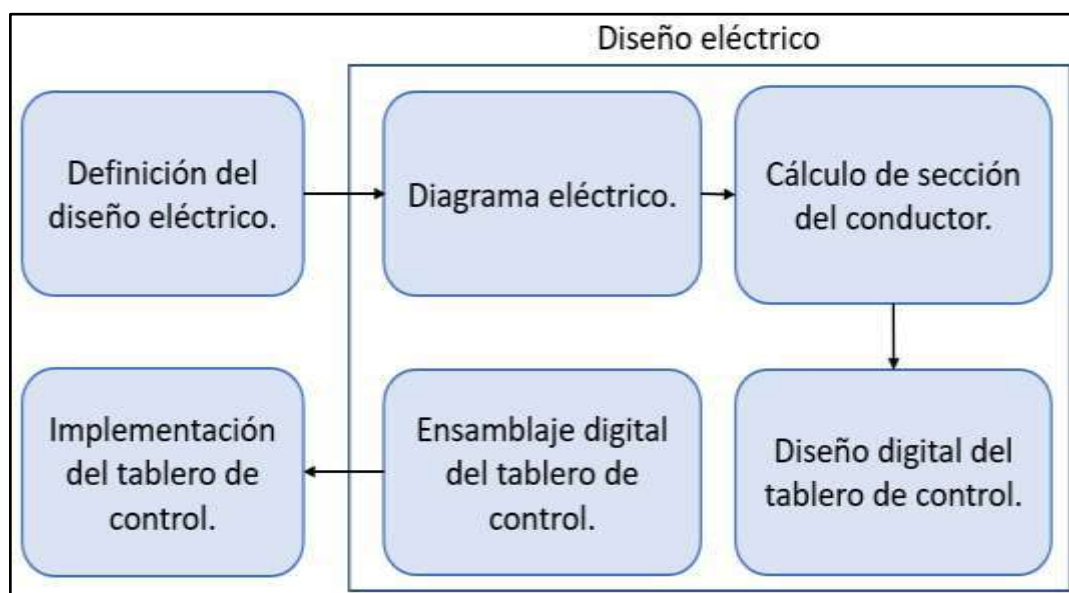 Diseño eléctrico
Definición del
diseño eléctrico.
Diagrama eléctrico.
Cálculo de sección
del conductor.
Implementación
del tablero de
control.
Ensamblaje digital
del tablero de
control.
Diseño digital del
tablero de control.